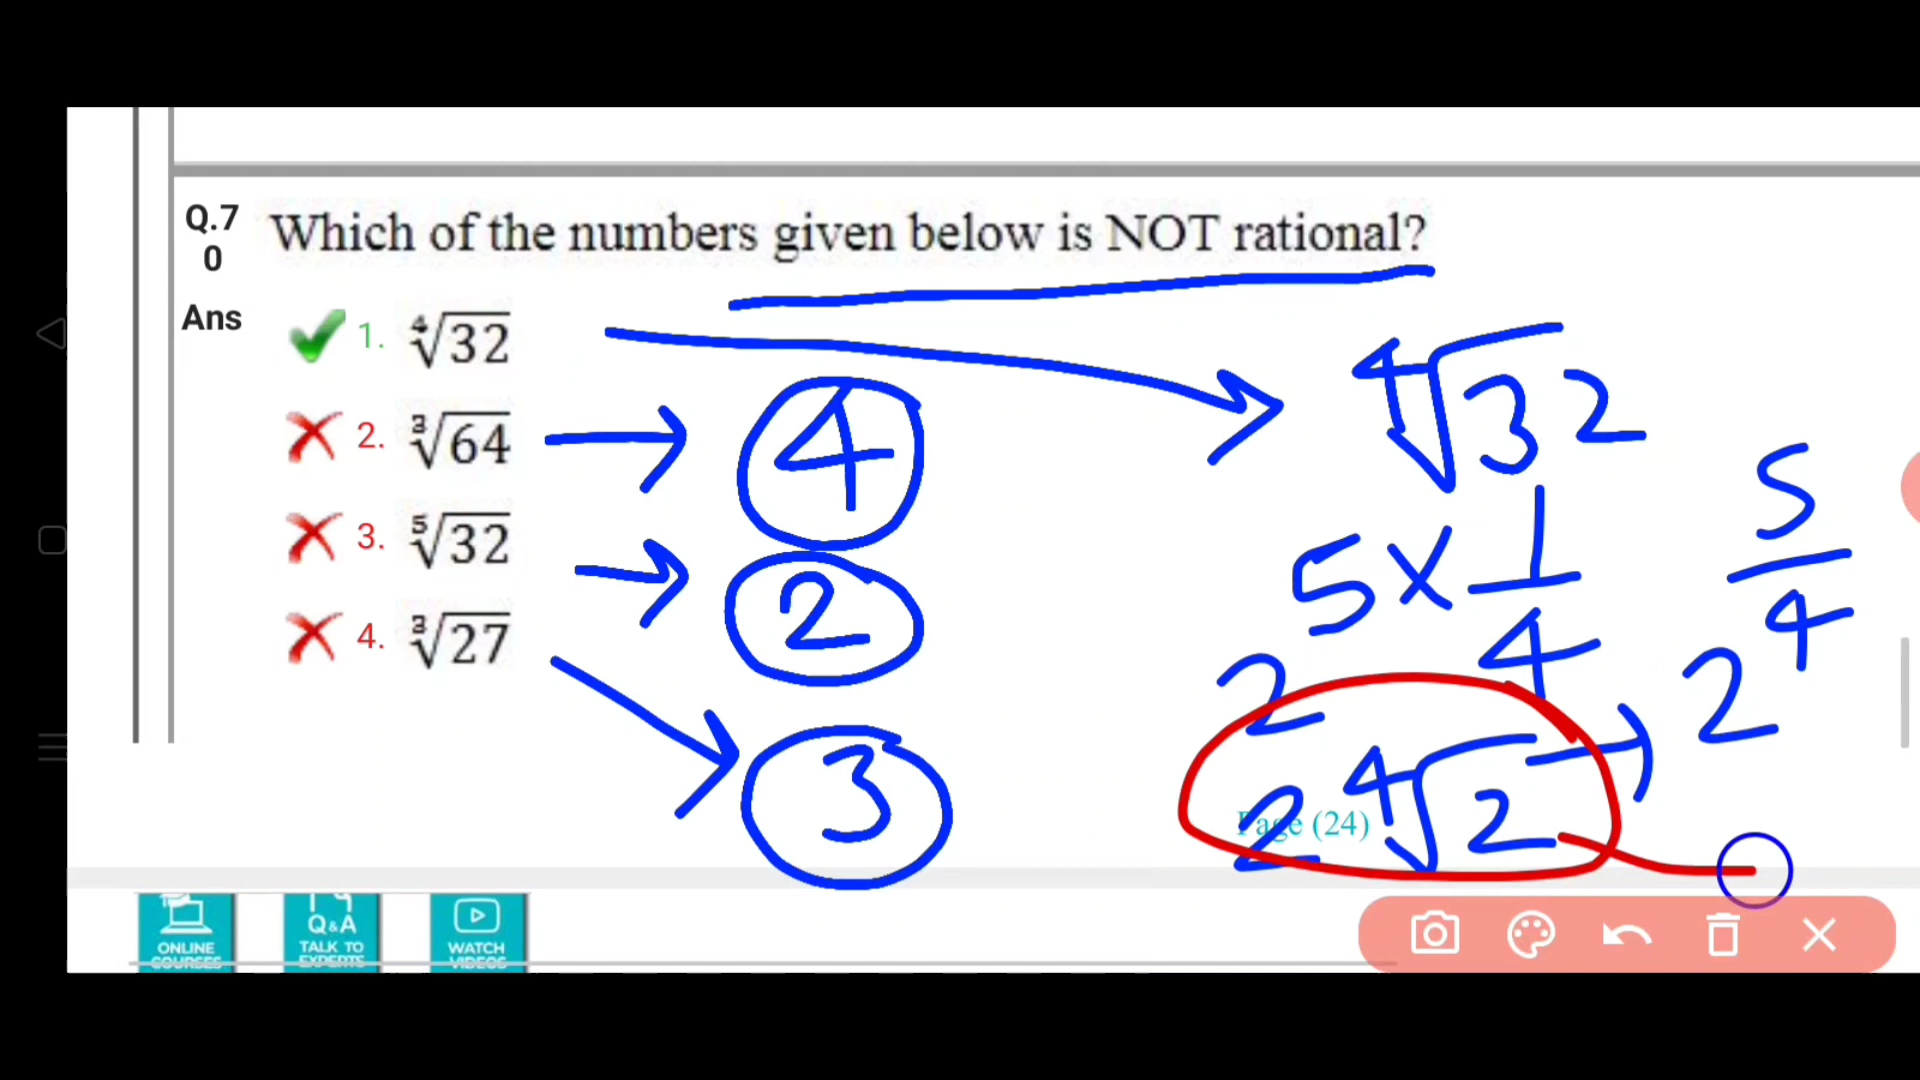 Q.7
0
Which of the numbers given below is NOT rational?
Ans
1. ∜32
2. ∛64
3. ⁵√32
4. ∛27
4
2
3
∜32
5 × 1/4
2
5/4
2
2∜2
Page (24)
ONLINE
COURSES
Q&A
TALK TO
EXPERTS
WATCH
VIDEOS